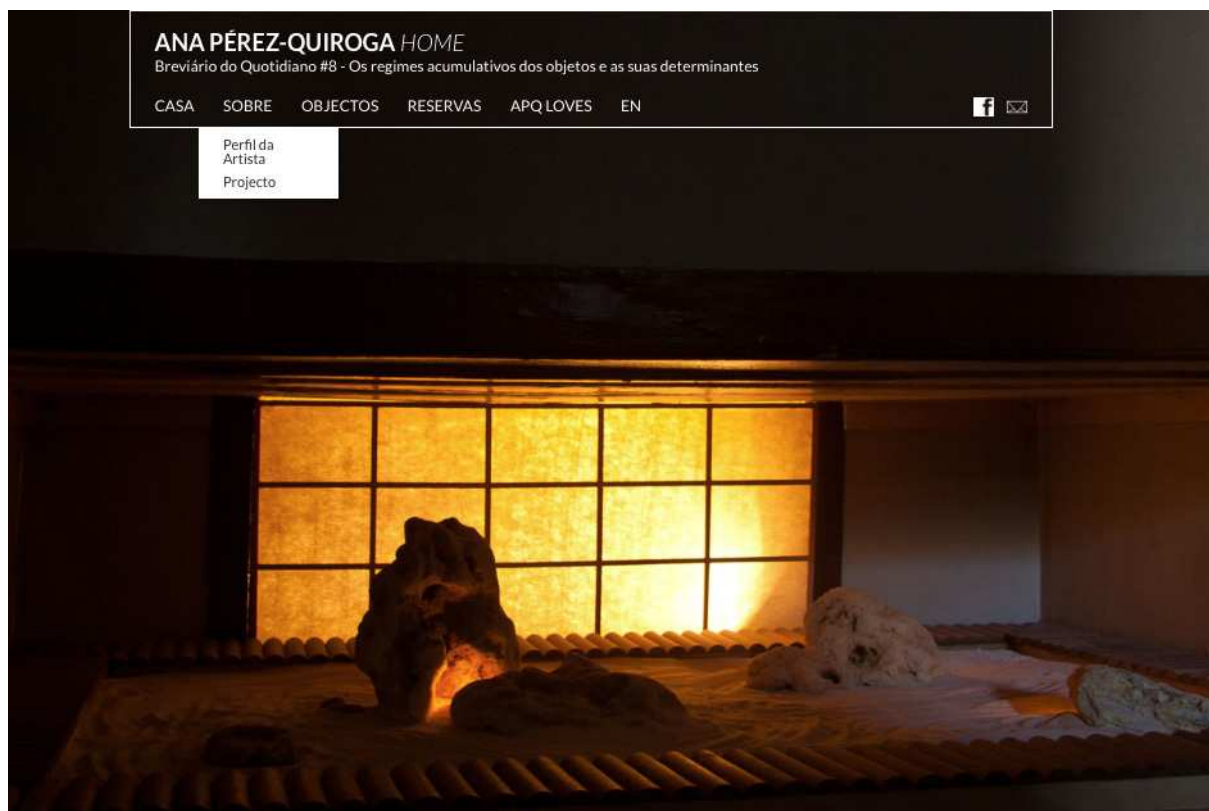 ANA PÉREZ-QUIROGA HOME
Breviário do Quotidiano #8 - Os regimes acumulativos dos objetos e as suas determinantes
CASA SOBRE OBJECTOS RESERVAS APQ LOVES EN f
Perfil da
Artista
Projecto